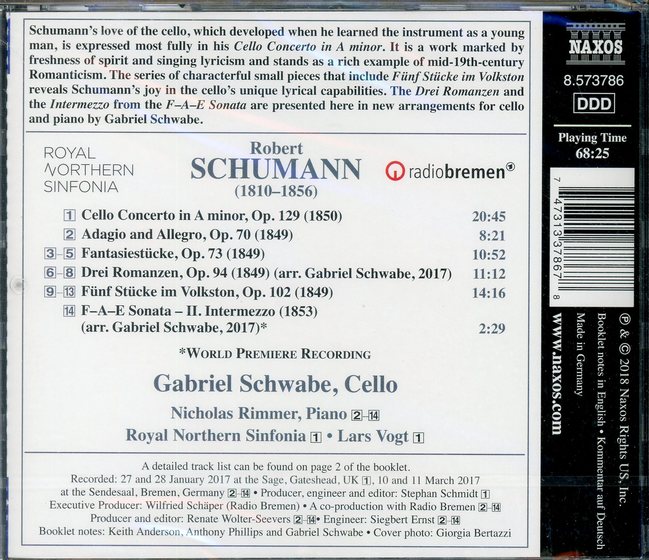 Schumann's love of the cello, which developed when he learned the instrument as a young
man, is expressed most fully in his Cello Concerto in A minor. It is a work marked by
freshness of spirit and singing lyricism and stands as a rich example of mid-19th-century
Romanticism. The series of characterful small pieces that include Fünf Stücke im Volkston
reveals Schumann's joy in the cello's unique lyrical capabilities. The Drei Romanzen and
the Intermezzo from the F–A–E Sonata are presented here in new arrangements for cello
and piano by Gabriel Schwabe.
NAXOS
8.573786
DDD
Playing Time
68:25
ROYAL
NORTHERN
SINFONIA
Robert
SCHUMANN
(1810–1856)
radiobremen
1 Cello Concerto in A minor, Op. 129 (1850) 20:45
2 Adagio and Allegro, Op. 70 (1849) 8:21
3–5 Fantasiestücke, Op. 73 (1849) 10:52
6–8 Drei Romanzen, Op. 94 (1849) (arr. Gabriel Schwabe, 2017) 11:12
9–13 Fünf Stücke im Volkston, Op. 102 (1849) 14:16
14 F–A–E Sonata – II. Intermezzo (1853)
(arr. Gabriel Schwabe, 2017)* 2:29
*WORLD PREMIERE RECORDING
Gabriel Schwabe, Cello
Nicholas Rimmer, Piano 2–14
Royal Northern Sinfonia 1 • Lars Vogt 1
A detailed track list can be found on page 2 of the booklet.
Recorded: 27 and 28 January 2017 at the Sage, Gateshead, UK 1, 10 and 11 March 2017
at the Sendesaal, Bremen, Germany 2–14 • Producer, engineer and editor: Stephan Schmidt 1
Executive Producer: Wilfried Schäper (Radio Bremen) • A co-production with Radio Bremen 2–14
Producer and editor: Renate Wolter-Seevers 2–14 • Engineer: Siegbert Ernst 2–14
Booklet notes: Keith Anderson, Anthony Phillips and Gabriel Schwabe • Cover photo: Giorgia Bertazzi
7 47313 37867 8
℗ & © 2018 Naxos Rights US, Inc.
Booklet notes in English • Kommentar auf Deutsch
Made in Germany
www.naxos.com